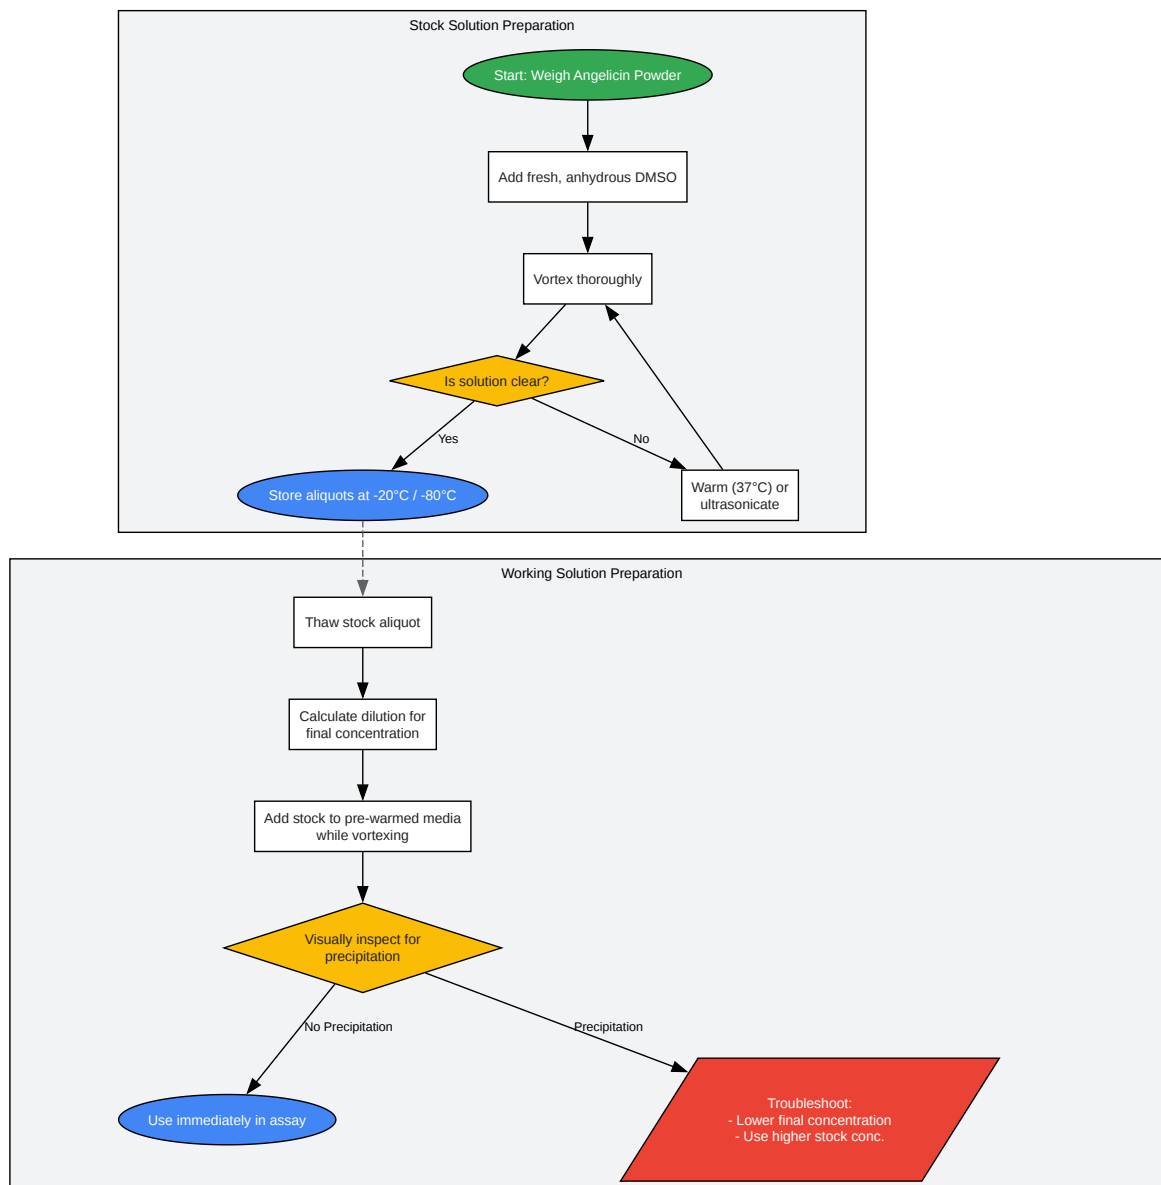 Stock Solution Preparation
Start: Weigh Angelicin Powder
Add fresh, anhydrous DMSO
Vortex thoroughly
Is solution clear?
Yes
No
Store aliquots at -20°C / -80°C
Warm (37°C) or
ultrasonicate
Working Solution Preparation
Thaw stock aliquot
Calculate dilution for
final concentration
Add stock to pre-warmed media
while vortexing
Visually inspect for
precipitation
No Precipitation
Precipitation
Use immediately in assay
Troubleshoot:
- Lower final concentration
- Use higher stock conc.